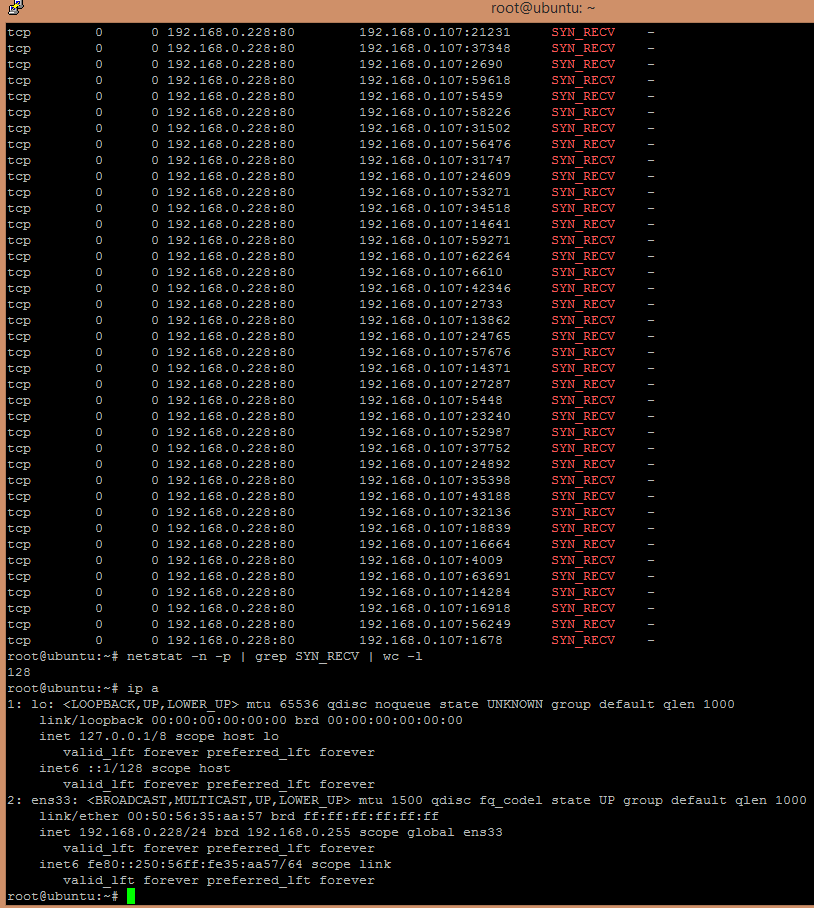 root@ubuntu: ~
tcp 0 0 192.168.0.228:80 192.168.0.107:21231 SYN_RECV -
tcp 0 0 192.168.0.228:80 192.168.0.107:37348 SYN_RECV -
tcp 0 0 192.168.0.228:80 192.168.0.107:2690 SYN_RECV -
tcp 0 0 192.168.0.228:80 192.168.0.107:59618 SYN_RECV -
tcp 0 0 192.168.0.228:80 192.168.0.107:5459 SYN_RECV -
tcp 0 0 192.168.0.228:80 192.168.0.107:58226 SYN_RECV -
tcp 0 0 192.168.0.228:80 192.168.0.107:31502 SYN_RECV -
tcp 0 0 192.168.0.228:80 192.168.0.107:56476 SYN_RECV -
tcp 0 0 192.168.0.228:80 192.168.0.107:31747 SYN_RECV -
tcp 0 0 192.168.0.228:80 192.168.0.107:24609 SYN_RECV -
tcp 0 0 192.168.0.228:80 192.168.0.107:53271 SYN_RECV -
tcp 0 0 192.168.0.228:80 192.168.0.107:34518 SYN_RECV -
tcp 0 0 192.168.0.228:80 192.168.0.107:14641 SYN_RECV -
tcp 0 0 192.168.0.228:80 192.168.0.107:59271 SYN_RECV -
tcp 0 0 192.168.0.228:80 192.168.0.107:62264 SYN_RECV -
tcp 0 0 192.168.0.228:80 192.168.0.107:6610 SYN_RECV -
tcp 0 0 192.168.0.228:80 192.168.0.107:42346 SYN_RECV -
tcp 0 0 192.168.0.228:80 192.168.0.107:2733 SYN_RECV -
tcp 0 0 192.168.0.228:80 192.168.0.107:13862 SYN_RECV -
tcp 0 0 192.168.0.228:80 192.168.0.107:24765 SYN_RECV -
tcp 0 0 192.168.0.228:80 192.168.0.107:57676 SYN_RECV -
tcp 0 0 192.168.0.228:80 192.168.0.107:14371 SYN_RECV -
tcp 0 0 192.168.0.228:80 192.168.0.107:27287 SYN_RECV -
tcp 0 0 192.168.0.228:80 192.168.0.107:5448 SYN_RECV -
tcp 0 0 192.168.0.228:80 192.168.0.107:23240 SYN_RECV -
tcp 0 0 192.168.0.228:80 192.168.0.107:52987 SYN_RECV -
tcp 0 0 192.168.0.228:80 192.168.0.107:37752 SYN_RECV -
tcp 0 0 192.168.0.228:80 192.168.0.107:24892 SYN_RECV -
tcp 0 0 192.168.0.228:80 192.168.0.107:35398 SYN_RECV -
tcp 0 0 192.168.0.228:80 192.168.0.107:43188 SYN_RECV -
tcp 0 0 192.168.0.228:80 192.168.0.107:32136 SYN_RECV -
tcp 0 0 192.168.0.228:80 192.168.0.107:18839 SYN_RECV -
tcp 0 0 192.168.0.228:80 192.168.0.107:16664 SYN_RECV -
tcp 0 0 192.168.0.228:80 192.168.0.107:4009 SYN_RECV -
tcp 0 0 192.168.0.228:80 192.168.0.107:63691 SYN_RECV -
tcp 0 0 192.168.0.228:80 192.168.0.107:14284 SYN_RECV -
tcp 0 0 192.168.0.228:80 192.168.0.107:16918 SYN_RECV -
tcp 0 0 192.168.0.228:80 192.168.0.107:56249 SYN_RECV -
tcp 0 0 192.168.0.228:80 192.168.0.107:1678 SYN_RECV -
root@ubuntu:~# netstat -n -p | grep SYN_RECV | wc -l
128
root@ubuntu:~# ip a
1: lo: <LOOPBACK,UP,LOWER_UP> mtu 65536 qdisc noqueue state UNKNOWN group default qlen 1000
link/loopback 00:00:00:00:00:00 brd 00:00:00:00:00:00
inet 127.0.0.1/8 scope host lo
valid_lft forever preferred_lft forever
inet6 ::1/128 scope host
valid_lft forever preferred_lft forever
2: ens33: <BROADCAST,MULTICAST,UP,LOWER_UP> mtu 1500 qdisc fq_codel state UP group default qlen 1000
link/ether 00:50:56:35:aa:57 brd ff:ff:ff:ff:ff:ff
inet 192.168.0.228/24 brd 192.168.0.255 scope global ens33
valid_lft forever preferred_lft forever
inet6 fe80::250:56ff:fe35:aa57/64 scope link
valid_lft forever preferred_lft forever
root@ubuntu:~#